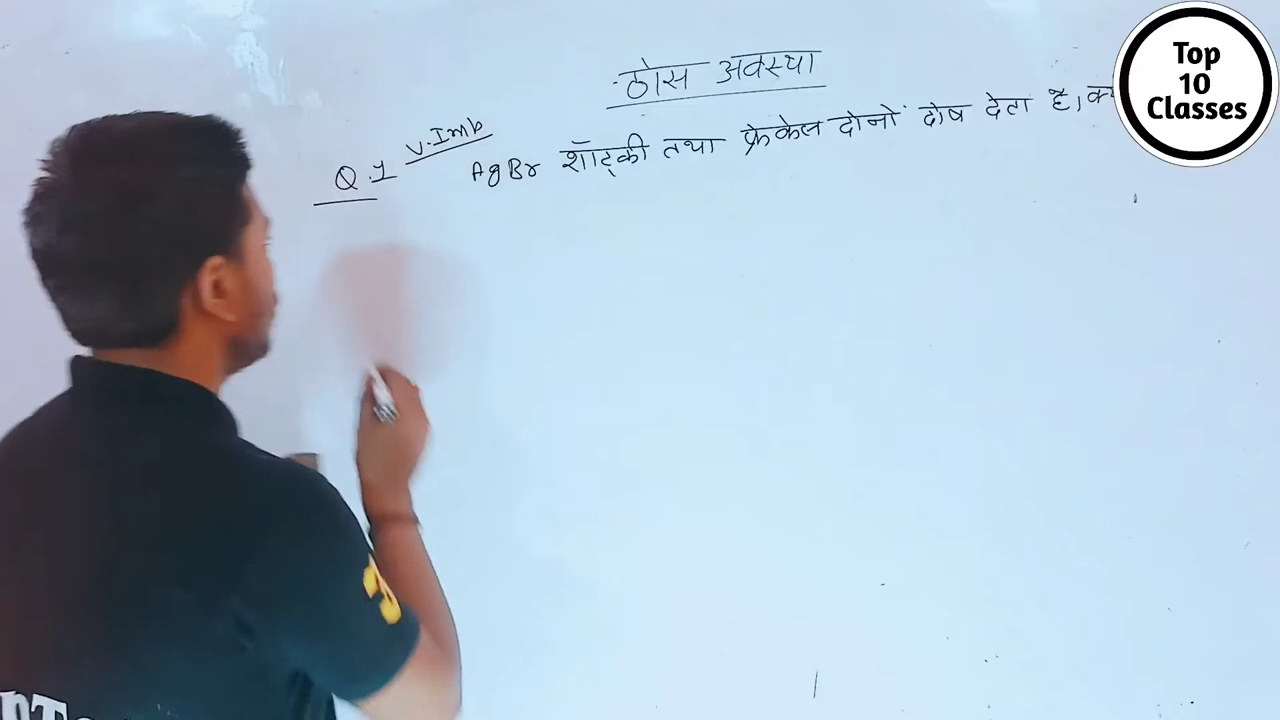 Top
10
Classes
ठोस अवस्था
V.Imb
Q.1 AgBr शॉट्की तथा फ्रेंकेल दोनों दोष देता है,